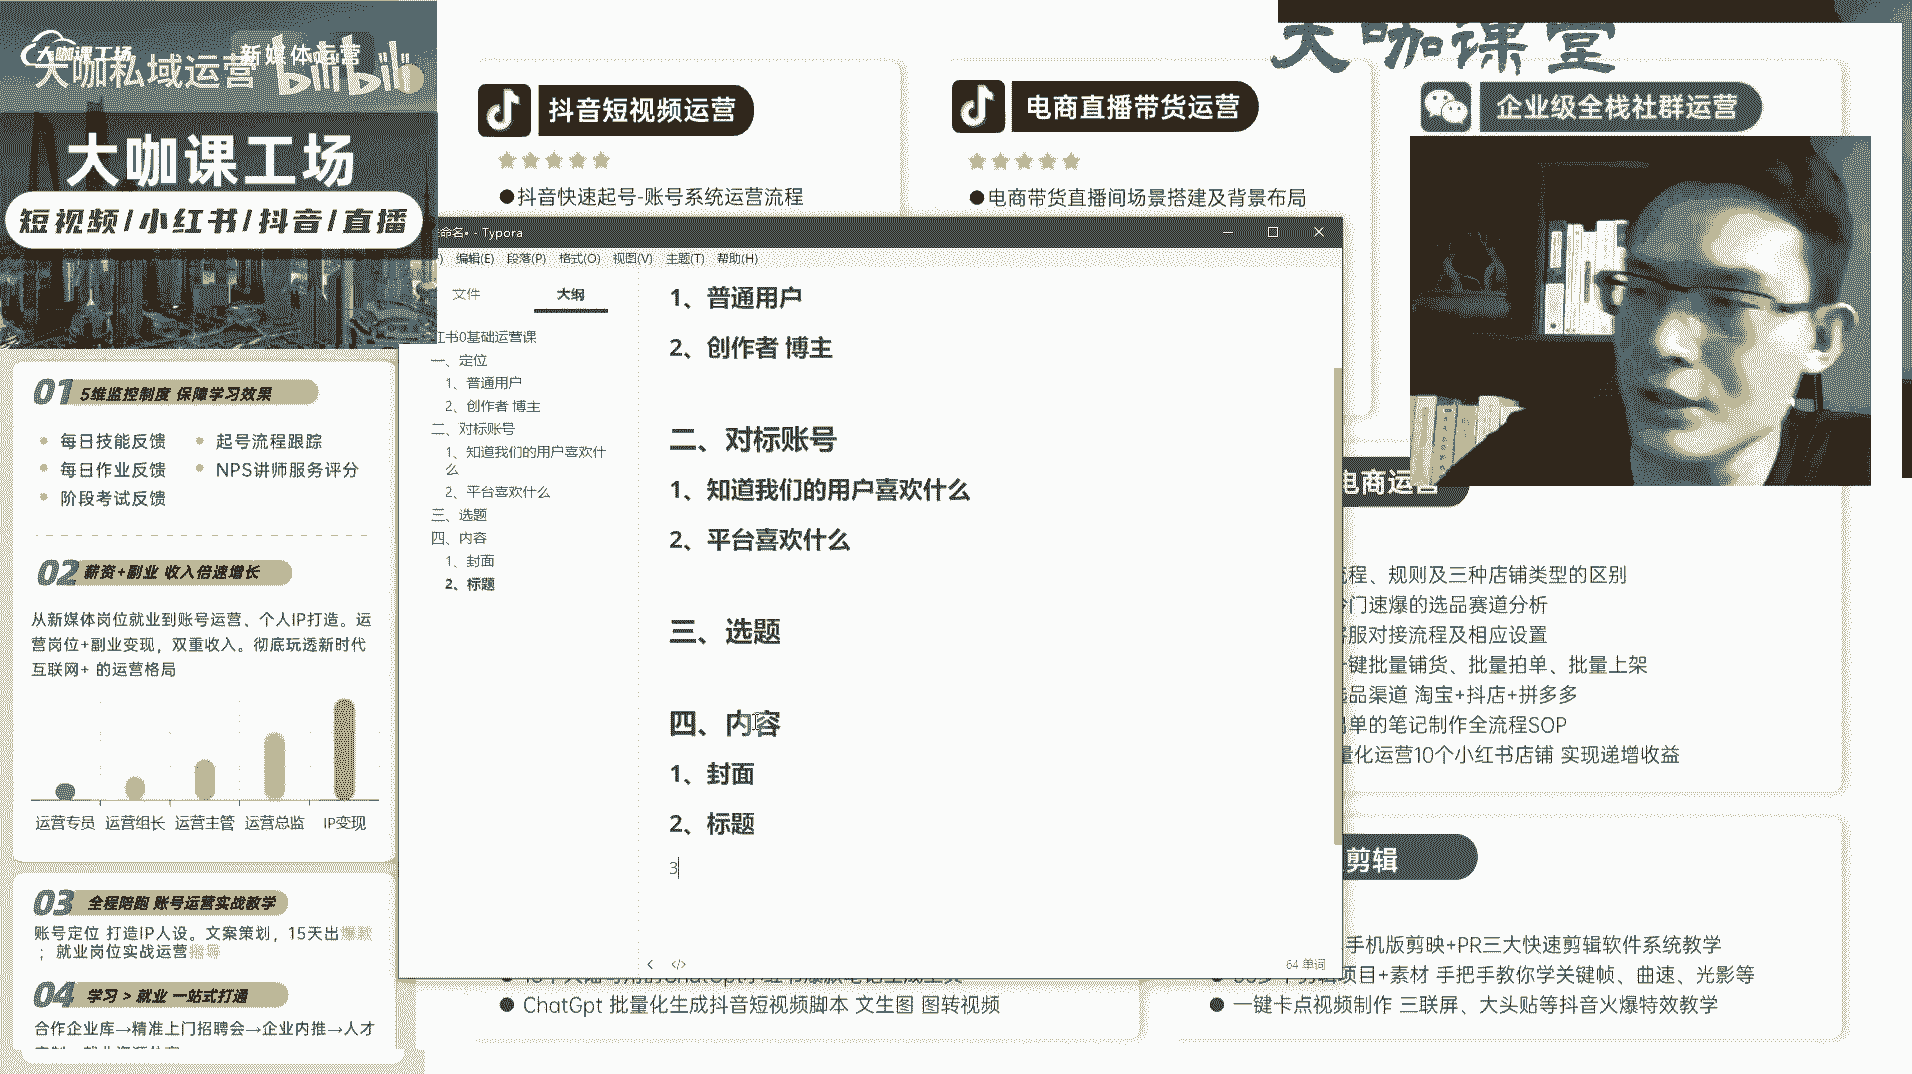 大咖课工场
新媒体运营
大咖私域运营
bilibili
大咖课工场
短视频/小红书/抖音/直播
01 5维监控制度 保障学习效果
每日技能反馈
起号流程跟踪
每日作业反馈
NPS讲师服务评分
阶段考试反馈
02 薪资+副业 收入倍速增长
从新媒体岗位就业到账号运营、个人IP打造。运
营岗位+副业变现，双重收入。彻底玩透新时代
互联网+ 的运营格局
运营专员 运营组长 运营主管 运营总监 IP变现
03 全程陪跑 账号运营实战教学
账号定位 打造IP人设。文案策划，15天出爆款
；就业岗位实战运营指导
04 学习 > 就业 一站式打通
合作企业库→精准上门招聘会→企业内推→人才
大咖课堂
抖音短视频运营
●抖音快速起号-账号系统运营流程
电商直播带货运营
●电商带货直播间场景搭建及背景布局
企业级全栈社群运营
命名• - Typora
编辑(E) 段落(P) 格式(O) 视图(V) 主题(T) 帮助(H)
文件 大纲
红书0基础运营课
一、定位
1、普通用户
2、创作者 博主
二、对标账号
1、知道我们的用户喜欢什
么
2、平台喜欢什么
三、选题
四、内容
1、封面
2、标题
1、普通用户
2、创作者 博主
二、对标账号
1、知道我们的用户喜欢什么
2、平台喜欢什么
三、选题
四、内容
1、封面
2、标题
3
64 单词
电商运营
流程、规则及三种店铺类型的区别
冷门速爆的选品赛道分析
客服对接流程及相应设置
一键批量铺货、批量拍单、批量上架
选品渠道 淘宝+抖店+拼多多
出单的笔记制作全流程SOP
量化运营10个小红书店铺 实现递增收益
剪辑
手机版剪映+PR三大快速剪辑软件系统教学
项目+素材 手把手教你学关键帧、曲速、光影等
● 一键卡点视频制作 三联屏、大头贴等抖音火爆特效教学
● ChatGpt 批量化生成抖音短视频脚本 文生图 图转视频